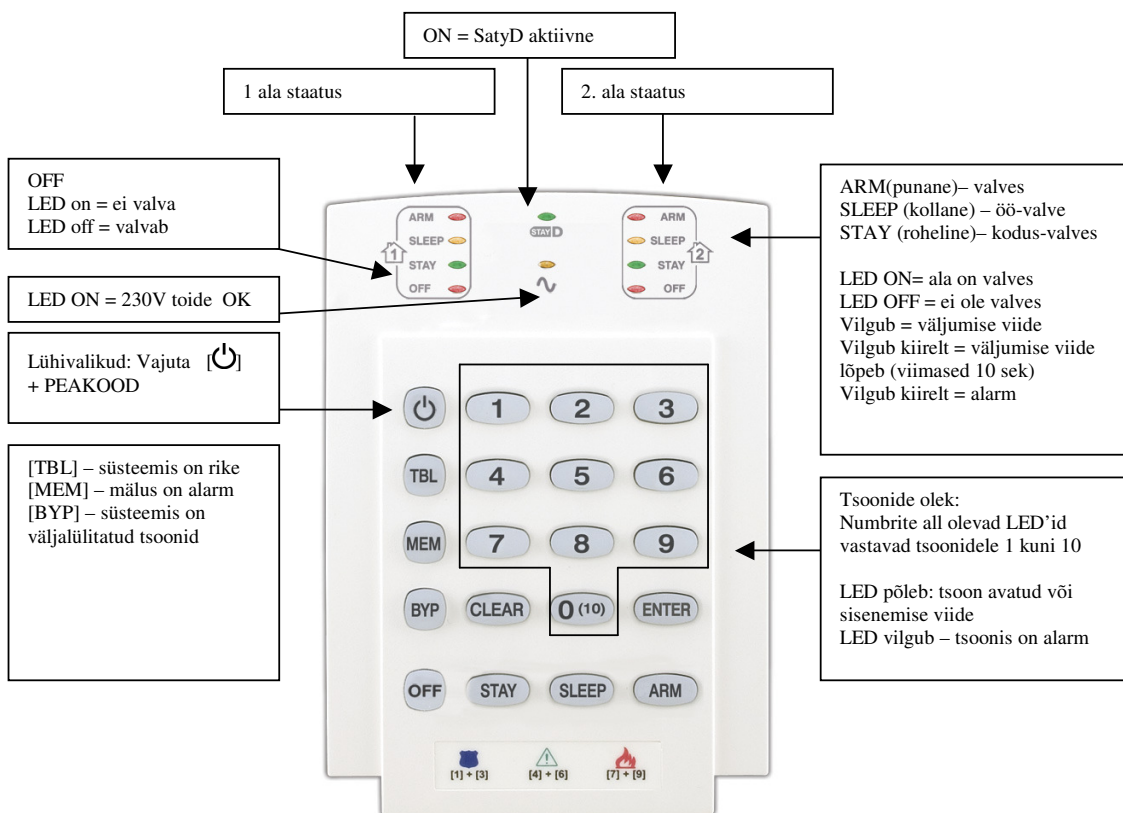 ON = SatyD aktiivne
1 ala staatus
2. ala staatus
OFF
LED on = ei valva
LED off = valvab
LED ON = 230V toide OK
Lühivalikud: Vajuta [⏻]
+ PEAKOOD
[TBL] – süsteemis on rike
[MEM] – mälus on alarm
[BYP] – süsteemis on
väljalülitatud tsoonid
ARM
SLEEP
STAY
OFF
1
STAY D
ARM
SLEEP
STAY
OFF
2
1 2 3
TBL 4 5 6
MEM 7 8 9
BYP CLEAR 0 (10) ENTER
OFF STAY SLEEP ARM
[1] + [3] [4] + [6] [7] + [9]
ARM(punane)– valves
SLEEP (kollane) – öö-valve
STAY (roheline)– kodus-valves
LED ON= ala on valves
LED OFF = ei ole valves
Vilgub = väljumise viide
Vilgub kiirelt = väljumise viide
lõpeb (viimased 10 sek)
Vilgub kiirelt = alarm
Tsoonide olek:
Numbrite all olevad LED'id
vastavad tsoonidele 1 kuni 10
LED põleb: tsoon avatud või
sisenemise viide
LED vilgub – tsoonis on alarm